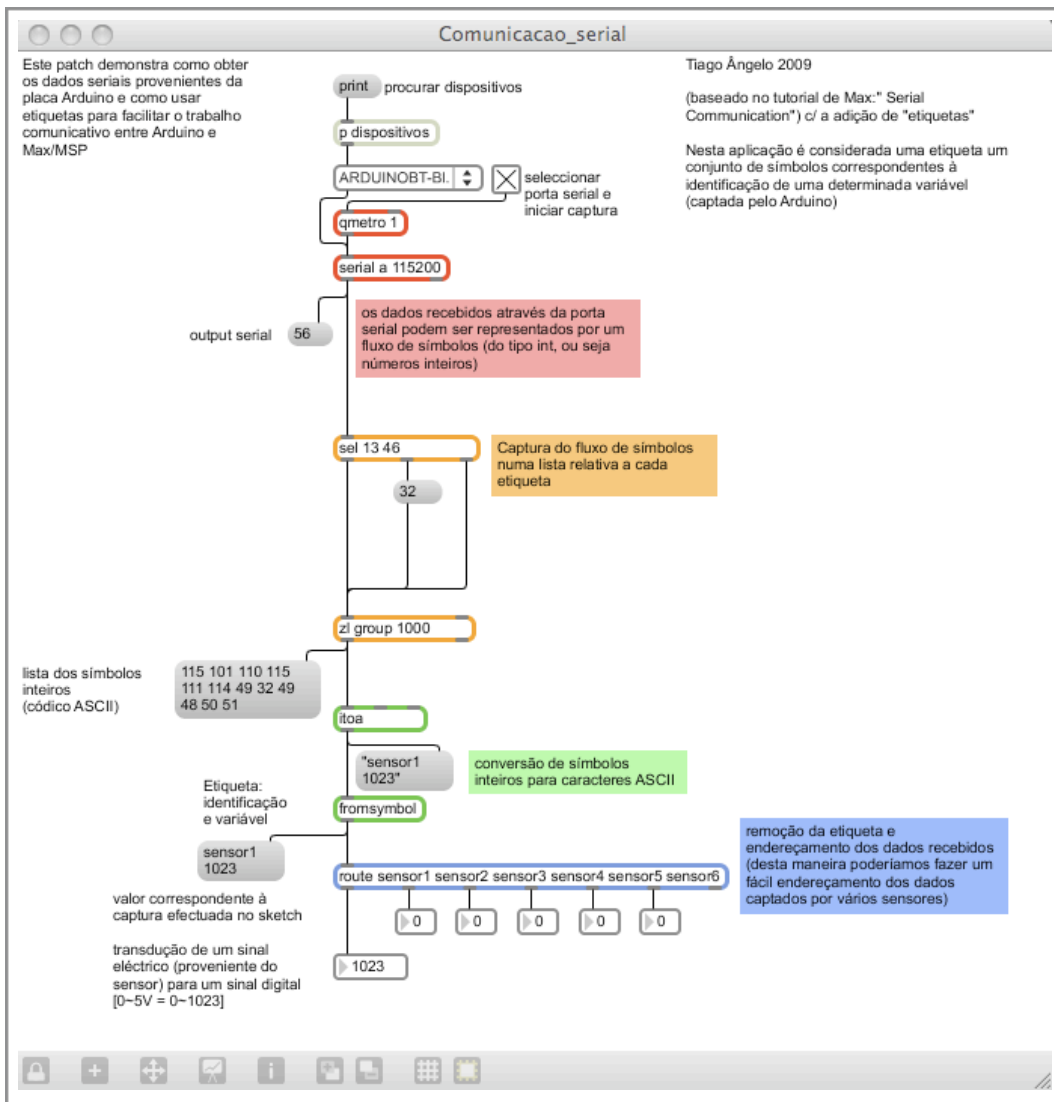 Comunicacao_serial
Este patch demonstra como obter
os dados seriais provenientes da
placa Arduino e como usar
etiquetas para facilitar o trabalho
comunicativo entre Arduino e
Max/MSP
Tiago Ângelo 2009
(baseado no tutorial de Max:" Serial
Communication") c/ a adição de "etiquetas"
Nesta aplicação é considerada uma etiqueta um
conjunto de símbolos correspondentes à
identificação de uma determinada variável
(captada pelo Arduino)
print procurar dispositivos
p dispositivos
ARDUINOBT-BI.
seleccionar
porta serial e
iniciar captura
qmetro 1
serial a 115200
output serial 56
os dados recebidos através da porta
serial podem ser representados por um
fluxo de símbolos (do tipo int, ou seja
números inteiros)
sel 13 46
Captura do fluxo de símbolos
numa lista relativa a cada
etiqueta
32
zl group 1000
lista dos símbolos
inteiros
(código ASCII)
115 101 110 115
111 114 49 32 49
48 50 51
itoa
"sensor1
1023"
conversão de símbolos
inteiros para caracteres ASCII
Etiqueta:
identificação
e variável
fromsymbol
sensor1
1023
route sensor1 sensor2 sensor3 sensor4 sensor5 sensor6
remoção da etiqueta e
endereçamento dos dados recebidos
(desta maneira poderíamos fazer um
fácil endereçamento dos dados
captados por vários sensores)
0 0 0 0 0
valor correspondente à
captura efectuada no sketch
transdução de um sinal
eléctrico (proveniente do
sensor) para um sinal digital
[0~5V = 0~1023]
1023